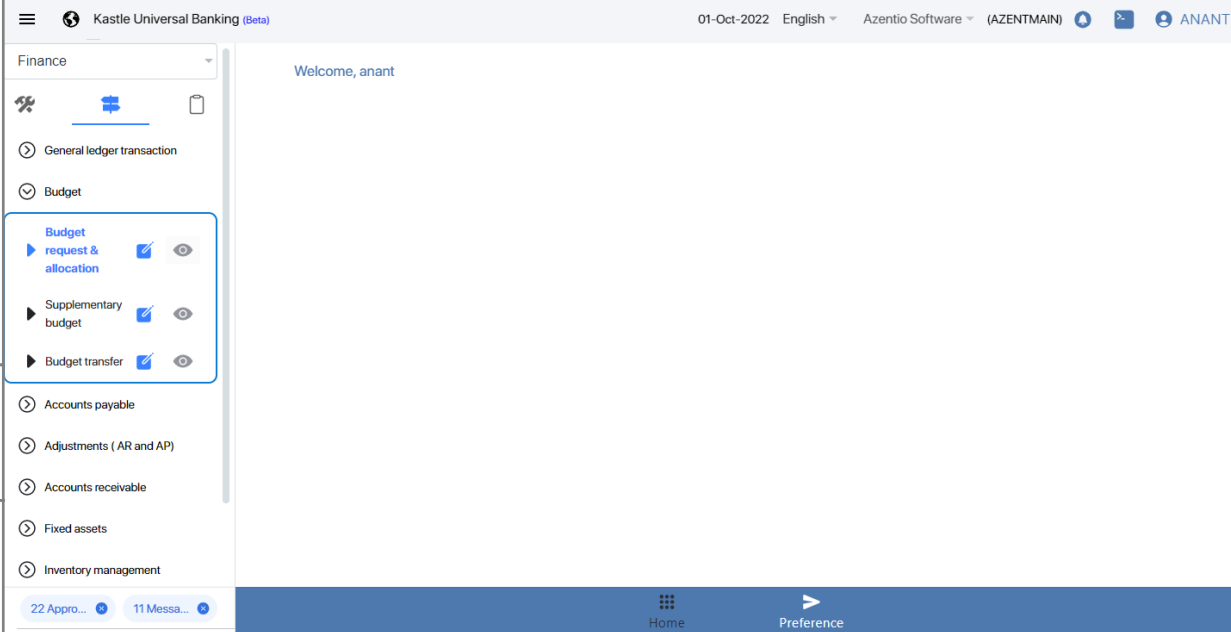 Kastle Universal Banking (Beta)
01-Oct-2022 English Azentio Software (AZENTMAIN) ANANT
Finance
Welcome, anant
General ledger transaction
Budget
Budget
request &
allocation
Supplementary
budget
Budget transfer
Accounts payable
Adjustments ( AR and AP)
Accounts receivable
Fixed assets
Inventory management
22 Appro... 11 Messa...
Home Preference